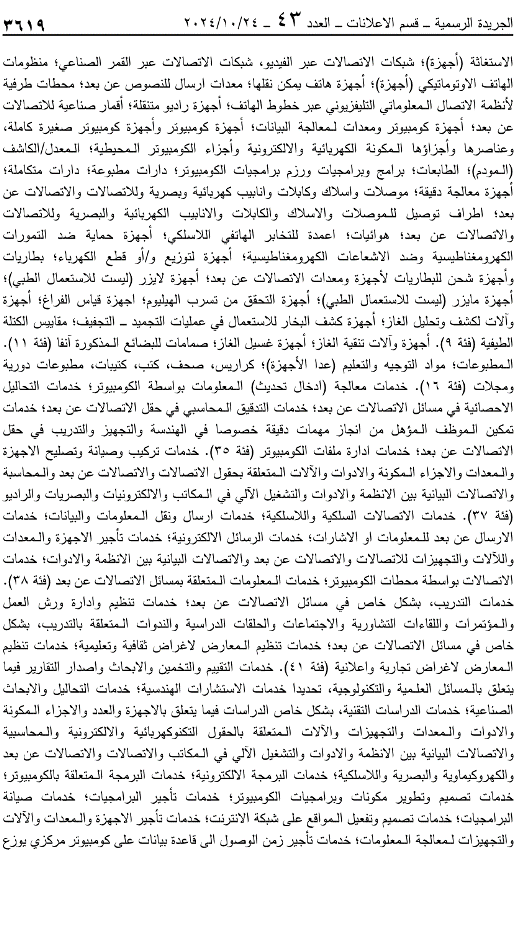 الجريدة الرسمية ــ قسم الاعلانات ــ العدد ٤٣ ــ ٢٠٢٤/١٠/٢٤ ٣٦١٩
الاستغاثة (أجهزة)؛ شبكات الاتصالات عبر الفيديو، شبكات الاتصالات عبر القمر الصناعي؛ منظومات
الهاتف الاوتوماتيكي (أجهزة)؛ أجهزة هاتف يمكن نقلها؛ معدات ارسال للنصوص عن بعد؛ محطات طرفية
لأنظمة الاتصال المعلوماتي التليفزيوني عبر خطوط الهاتف؛ أجهزة راديو متنقلة؛ أقمار صناعية للاتصالات
عن بعد؛ أجهزة كومبيوتر ومعدات لمعالجة البيانات؛ أجهزة كومبيوتر وأجهزة كومبيوتر صغيرة كاملة،
وعناصرها وأجزاؤها المكونة الكهربائية والالكترونية وأجزاء الكومبيوتر المحيطية؛ المعدل/الكاشف
(المودم)؛ الطابعات؛ برامج وبرامجيات ورزم برامجيات الكومبيوتر؛ دارات مطبوعة؛ دارات متكاملة؛
أجهزة معالجة دقيقة؛ موصلات واسلاك وكابلات وانابيب كهربائية وبصرية وللاتصالات والاتصالات عن
بعد؛ اطراف توصيل للموصلات والاسلاك والكابلات والانابيب الكهربائية والبصرية وللاتصالات
والاتصالات عن بعد؛ هوائيات؛ اعمدة للتخابر الهاتفي اللاسلكي؛ أجهزة حماية ضد التمورات
الكهرومغناطيسية وضد الاشعاعات الكهرومغناطيسية؛ أجهزة لتوزيع و/أو قطع الكهرباء؛ بطاريات
وأجهزة شحن للبطاريات لأجهزة ومعدات الاتصالات عن بعد؛ أجهزة لايزر (ليست للاستعمال الطبي)؛
أجهزة مايزر (ليست للاستعمال الطبي)؛ أجهزة التحقق من تسرب الهيليوم؛ اجهزة قياس الفراغ؛ أجهزة
وآلات لكشف وتحليل الغاز؛ أجهزة كشف البخار للاستعمال في عمليات التجميد ــ التجفيف؛ مقاييس الكتلة
الطيفية (فئة ٩). أجهزة وآلات تنقية الغاز؛ أجهزة غسيل الغاز؛ صمامات للبضائع المذكورة آنفا (فئة ١١).
المطبوعات؛ مواد التوجيه والتعليم (عدا الأجهزة)؛ كراريس، صحف، كتب، كتيبات، مطبوعات دورية
ومجلات (فئة ١٦). خدمات معالجة (ادخال تحديث) المعلومات بواسطة الكومبيوتر؛ خدمات التحاليل
الاحصائية في مسائل الاتصالات عن بعد؛ خدمات التدقيق المحاسبي في حقل الاتصالات عن بعد؛ خدمات
تمكين الموظف المؤهل من انجاز مهمات دقيقة خصوصا في الهندسة والتجهيز والتدريب في حقل
الاتصالات عن بعد؛ خدمات ادارة ملفات الكومبيوتر (فئة ٣٥). خدمات تركيب وصيانة وتصليح الاجهزة
والمعدات والاجزاء المكونة والادوات والآلات المتعلقة بحقول الاتصالات والاتصالات عن بعد والمحاسبة
والاتصالات البيانية بين الانظمة والادوات والتشغيل الآلي في المكاتب والالكترونيات والبصريات والراديو
(فئة ٣٧). خدمات الاتصالات السلكية واللاسلكية؛ خدمات ارسال ونقل المعلومات والبيانات؛ خدمات
الارسال عن بعد للمعلومات او الاشارات؛ خدمات الرسائل الالكترونية؛ خدمات تأجير الاجهزة والمعدات
واللآلات والتجهيزات للاتصالات والاتصالات عن بعد والاتصالات البيانية بين الانظمة والادوات؛ خدمات
الاتصالات بواسطة محطات الكومبيوتر؛ خدمات المعلومات المتعلقة بمسائل الاتصالات عن بعد (فئة ٣٨).
خدمات التدريب، بشكل خاص في مسائل الاتصالات عن بعد؛ خدمات تنظيم وادارة ورش العمل
والمؤتمرات واللقاءات التشاورية والاجتماعات والحلقات الدراسية والندوات المتعلقة بالتدريب، بشكل
خاص في مسائل الاتصالات عن بعد؛ خدمات تنظيم المعارض لاغراض ثقافية وتعليمية؛ خدمات تنظيم
المعارض لاغراض تجارية واعلانية (فئة ٤١). خدمات التقييم والتخمين والابحاث واصدار التقارير فيما
يتعلق بالمسائل العلمية والتكنولوجية، تحديدا خدمات الاستشارات الهندسية؛ خدمات التحاليل والابحاث
الصناعية؛ خدمات الدراسات التقنية، بشكل خاص الدراسات فيما يتعلق بالاجهزة والعدد والاجزاء المكونة
والادوات والمعدات والتجهيزات والآلات المتعلقة بالحقول التكنوكهربائية والالكترونية والمحاسبية
والاتصالات البيانية بين الانظمة والادوات والتشغيل الآلي في المكاتب والاتصالات والاتصالات عن بعد
والكهروكيماوية والبصرية واللاسلكية؛ خدمات البرمجة الالكترونية؛ خدمات البرمجة المتعلقة بالكومبيوتر؛
خدمات تصميم وتطوير مكونات وبرامجيات الكومبيوتر؛ خدمات تأجير البرامجيات؛ خدمات صيانة
البرامجيات؛ خدمات تصميم وتفعيل المواقع على شبكة الانترنت؛ خدمات تأجير الاجهزة والمعدات والآلات
والتجهيزات لمعالجة المعلومات؛ خدمات تأجير زمن الوصول الى قاعدة بيانات على كومبيوتر مركزي يوزع